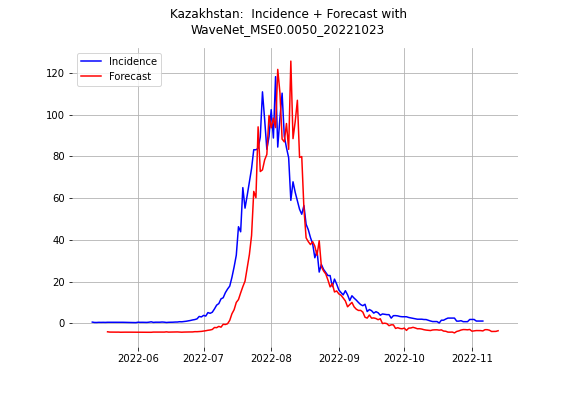 Kazakhstan:  Incidence + Forecast with
WaveNet_MSE0.0050_20221023
Incidence
Forecast
120
100
80
60
40
20
0
2022-06 2022-07 2022-08 2022-09 2022-10 2022-11